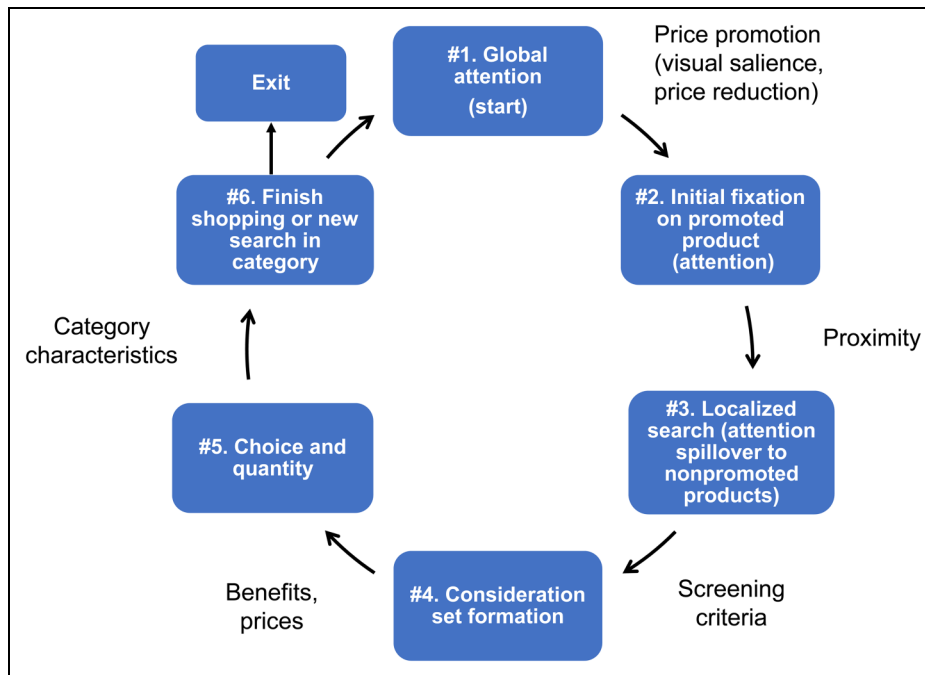 #1. Global
attention
(start)
Price promotion
(visual salience,
price reduction)
Exit
#2. Initial fixation
on promoted
product
(attention)
#6. Finish
shopping or new
search in
category
Category
characteristics
Proximity
#3. Localized
search (attention
spillover to
nonpromoted
products)
#5. Choice and
quantity
Benefits,
prices
#4. Consideration
set formation
Screening
criteria